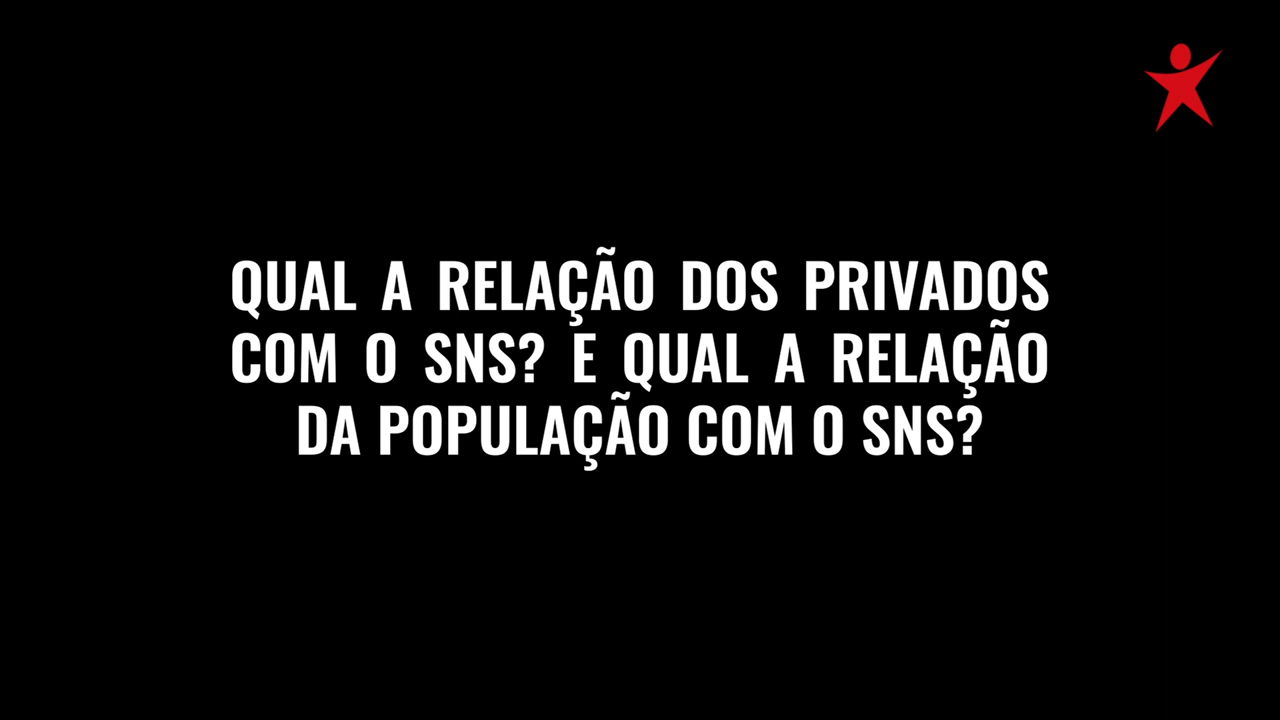 QUAL A RELAÇÃO DOS PRIVADOS
COM O SNS? E QUAL A RELAÇÃO
DA POPULAÇÃO COM O SNS?